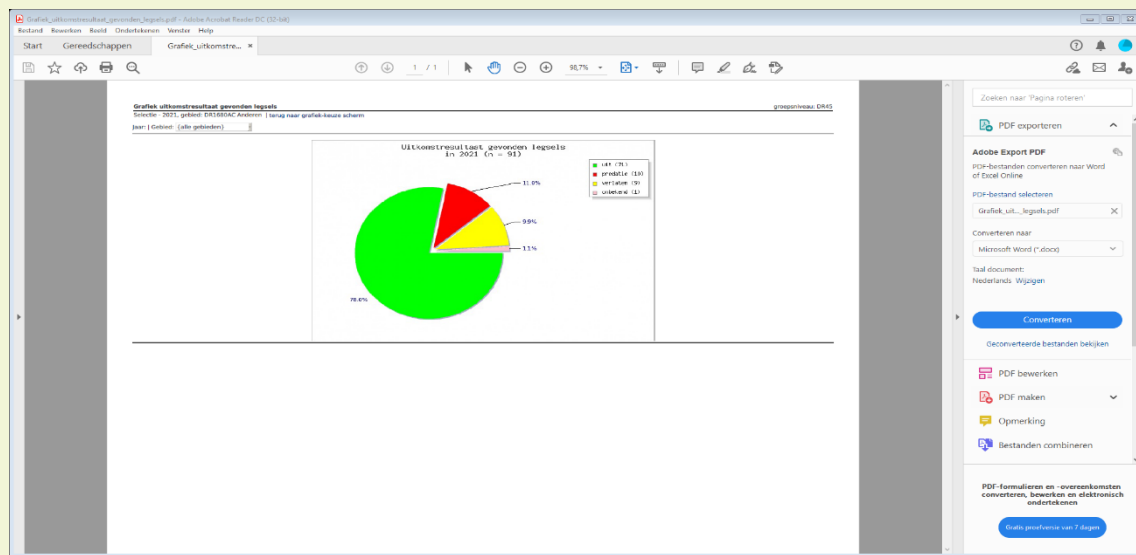 Grafiek_uitkomstresultaat_gevonden_legsels.pdf - Adobe Acrobat Reader DC (32-bit)
Bestand Bewerken Beeld Ondertekenen Venster Help
Start Gereedschappen Grafiek_uitkomstre... ×
1 / 1 98,7%
Grafiek uitkomstresultaat gevonden legsels groepsniveau: DR45
Selectie - 2021, gebied: DR1680AC Anderen | terug naar grafiek-keuze scherm
Jaar: | Gebied: (alle gebieden)
Uitkomstresultaat gevonden legsels
in 2021 (n = 91)
uit (71)
predatie (10)
verlaten (9)
onbekend (1)
11.0%
9.9%
1.1%
78.0%
Zoeken naar 'Pagina roteren'
PDF exporteren
Adobe Export PDF
PDF-bestanden converteren naar Word
of Excel Online
PDF-bestand selecteren
Grafiek_uit..._legsels.pdf
Converteren naar
Microsoft Word (*.docx)
Taal document:
Nederlands Wijzigen
Converteren
Geconverteerde bestanden bekijken
PDF bewerken
PDF maken
Opmerking
Bestanden combineren
PDF-formulieren en -overeenkomsten
converteren, bewerken en elektronisch
ondertekenen
Gratis proefversie van 7 dagen